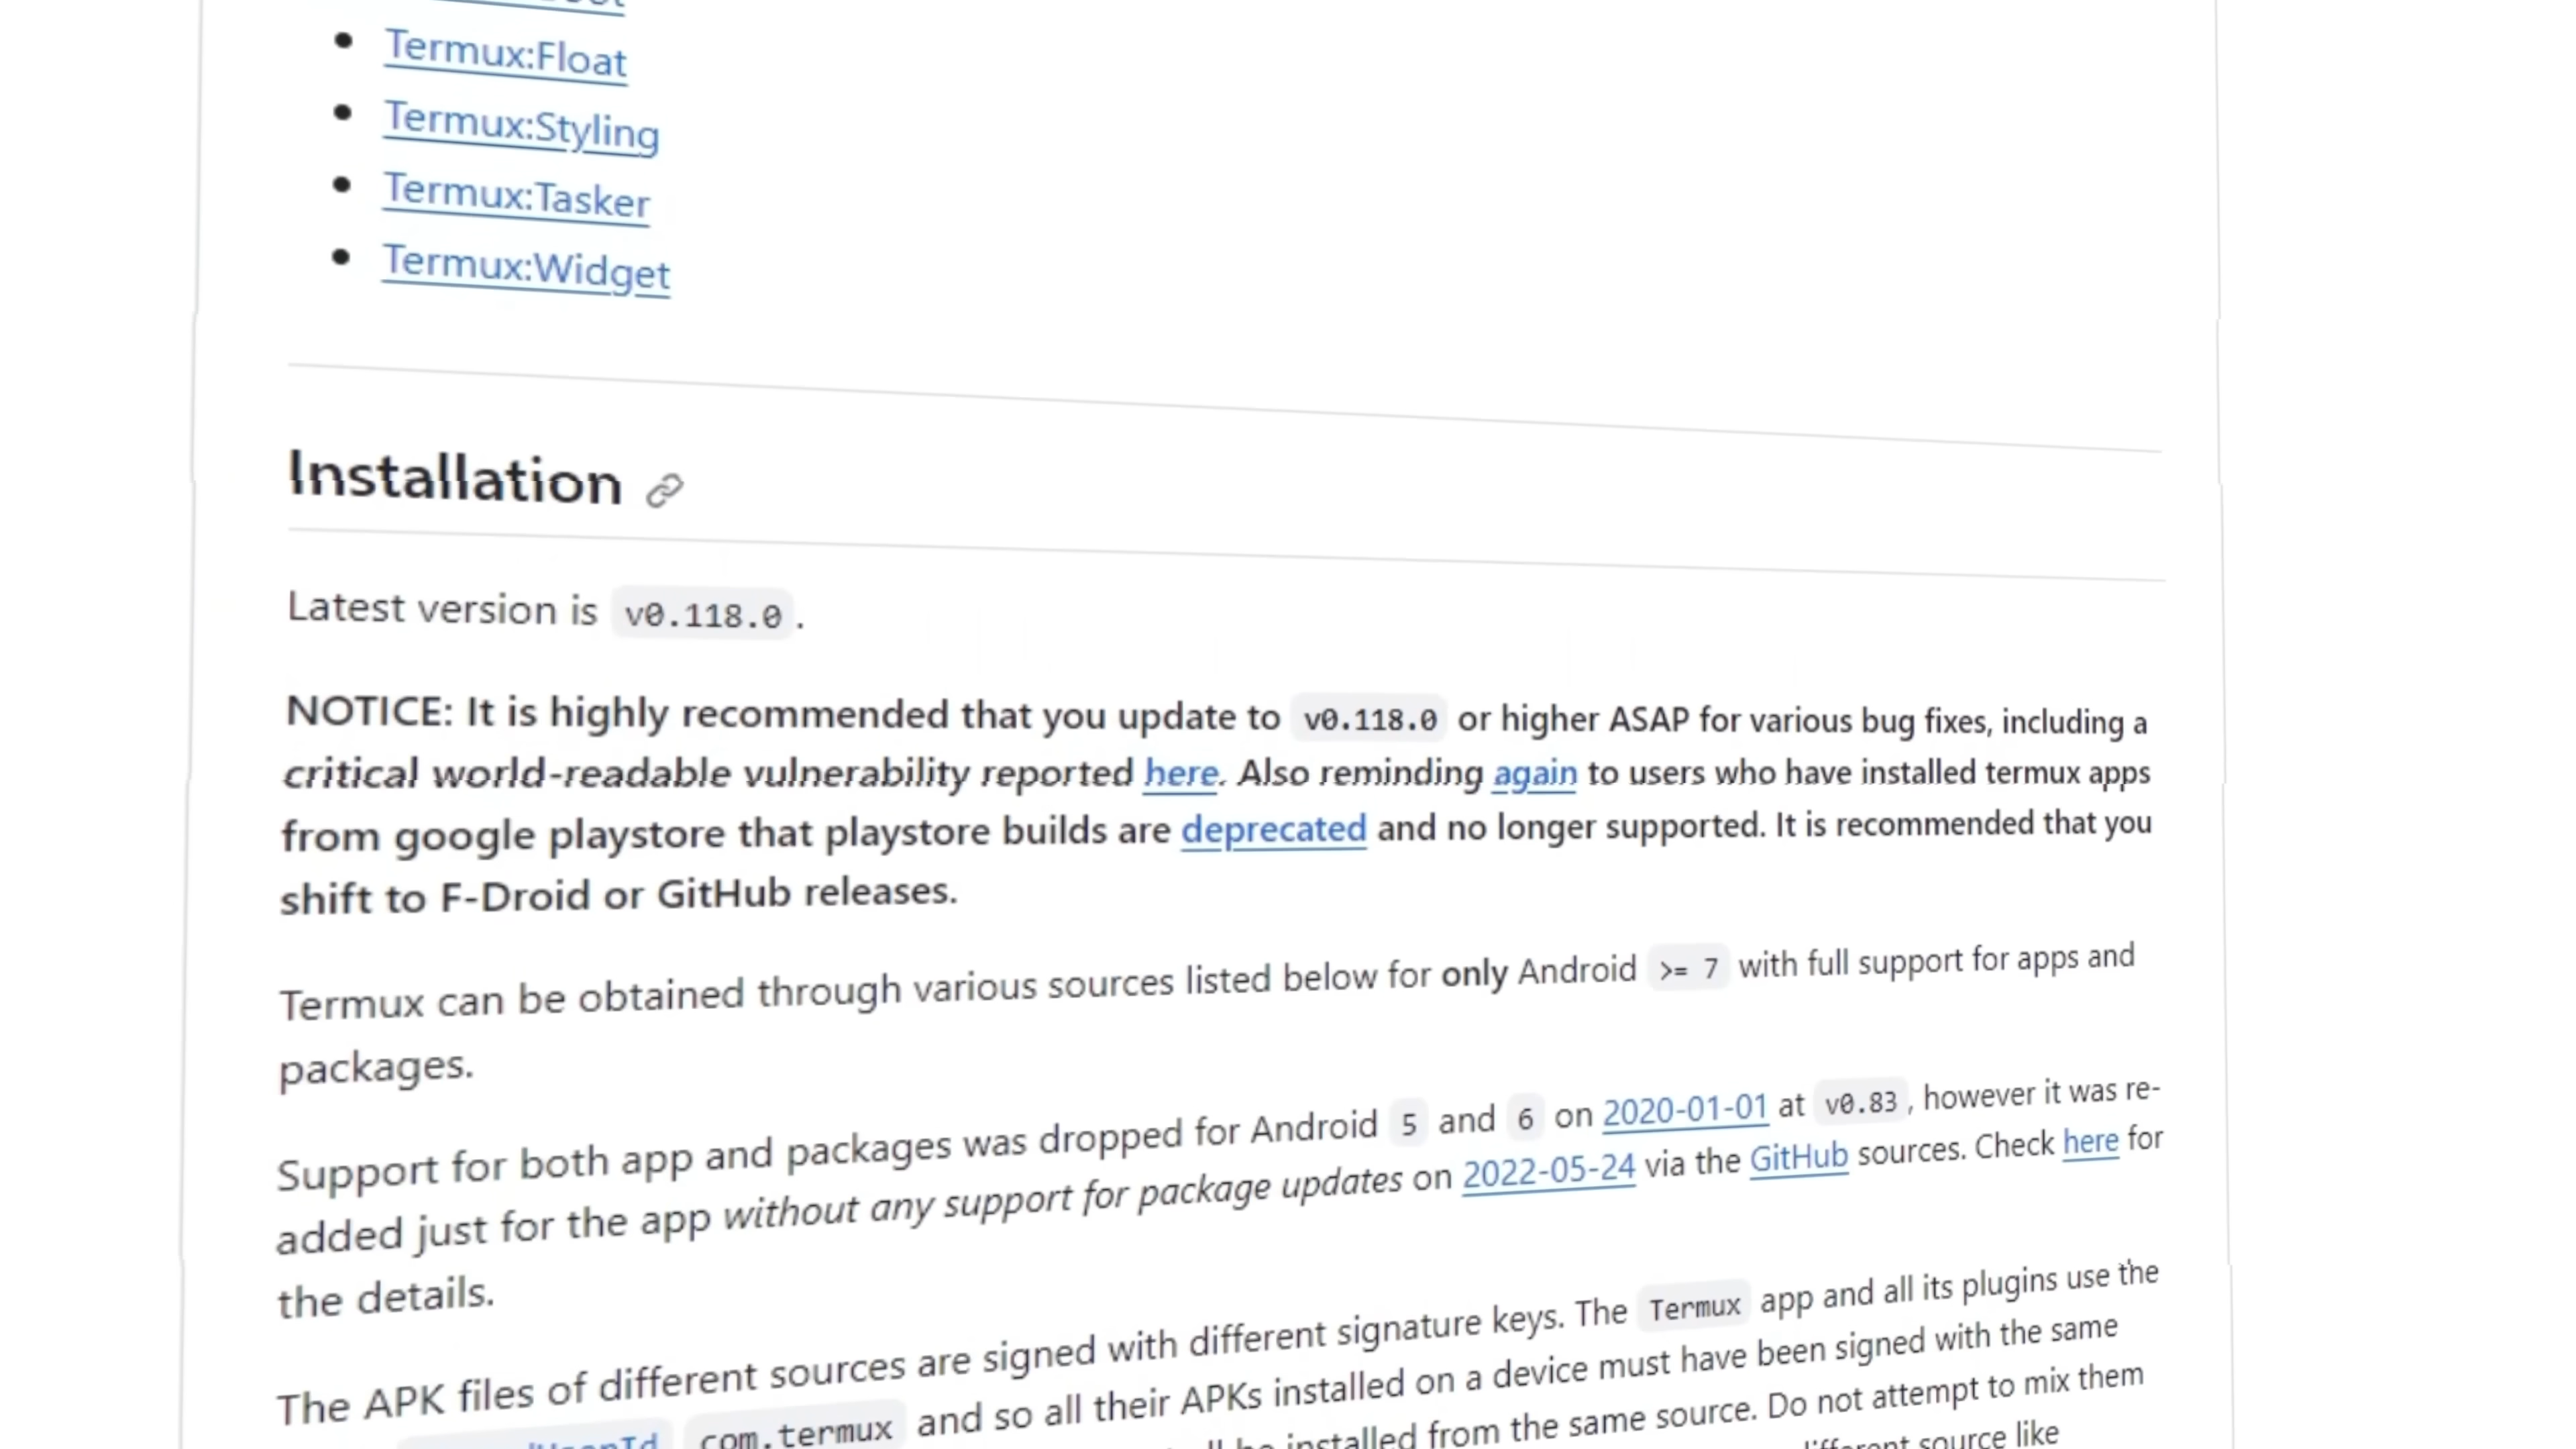 Termux:Float
Termux:Styling
Termux:Tasker
Termux:Widget
Installation
Latest version is v0.118.0.
NOTICE: It is highly recommended that you update to v0.118.0 or higher ASAP for various bug fixes, including a
critical world-readable vulnerability reported here. Also reminding again to users who have installed termux apps
from google playstore that playstore builds are deprecated and no longer supported. It is recommended that you
shift to F-Droid or GitHub releases.
Termux can be obtained through various sources listed below for only Android >= 7 with full support for apps and
packages.
Support for both app and packages was dropped for Android 5 and 6 on 2020-01-01 at v0.83, however it was re-
added just for the app without any support for package updates on 2022-05-24 via the GitHub sources. Check here for
the details.
The APK files of different sources are signed with different signature keys. The Termux app and all its plugins use the
com.termux and so all their APKs installed on a device must have been signed with the same
be installed from the same source. Do not attempt to mix them
source like